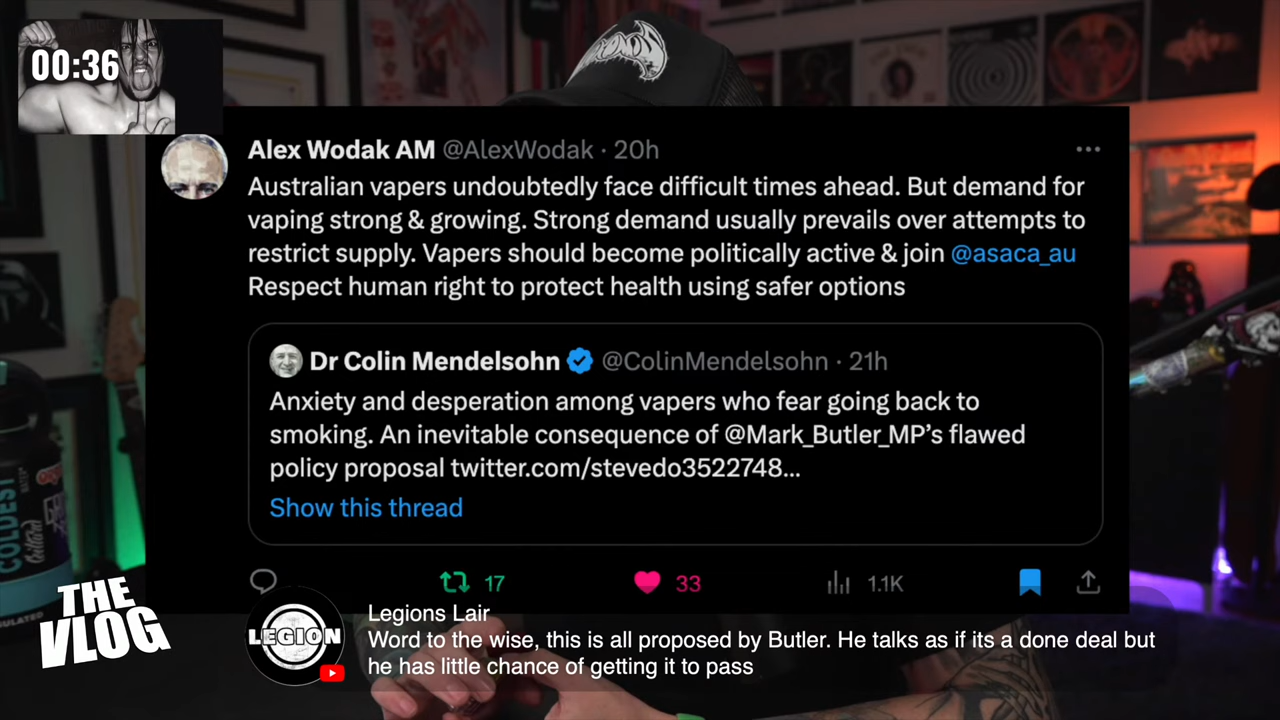 00:36
Alex Wodak AM @AlexWodak · 20h
Australian vapers undoubtedly face difficult times ahead. But demand for
vaping strong & growing. Strong demand usually prevails over attempts to
restrict supply. Vapers should become politically active & join @asaca_au
Respect human right to protect health using safer options
Dr Colin Mendelsohn @ColinMendelsohn · 21h
Anxiety and desperation among vapers who fear going back to
smoking. An inevitable consequence of @Mark_Butler_MP’s flawed
policy proposal twitter.com/stevedo3522748...
Show this thread
17 33 1.1K
COLDEST
THE
VLOG
LEGION
Legions Lair
Word to the wise, this is all proposed by Butler. He talks as if its a done deal but
he has little chance of getting it to pass